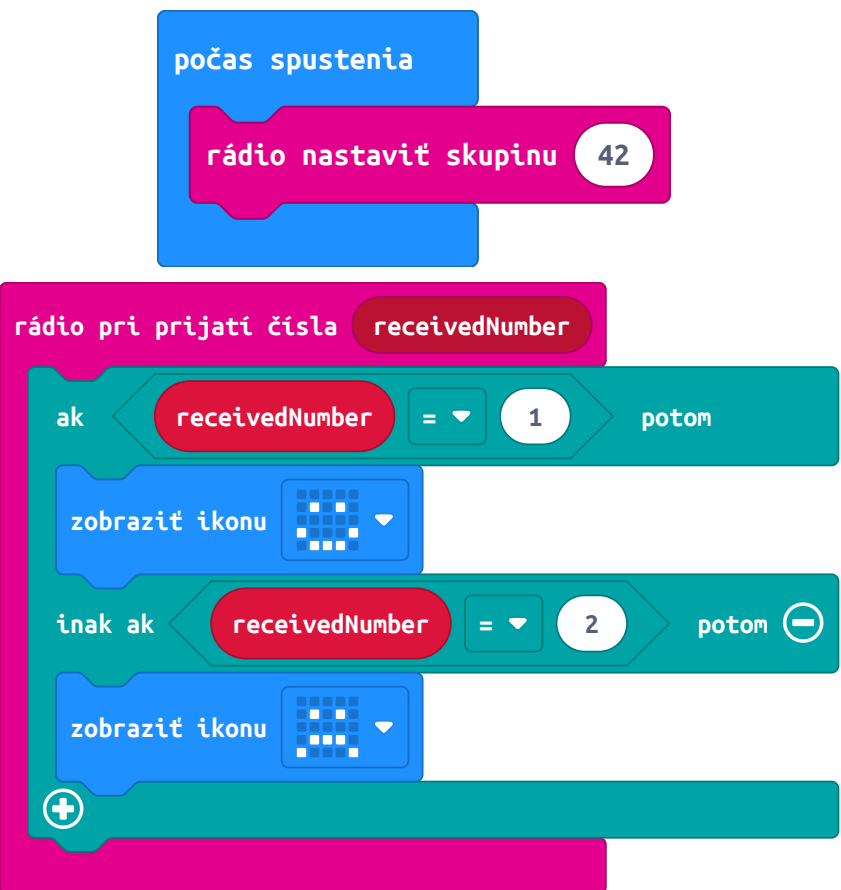 počas spustenia
rádio nastaviť skupinu 42
rádio pri prijatí čísla receivedNumber
ak receivedNumber = 1 potom
zobraziť ikonu
inak ak receivedNumber = 2 potom
zobraziť ikonu